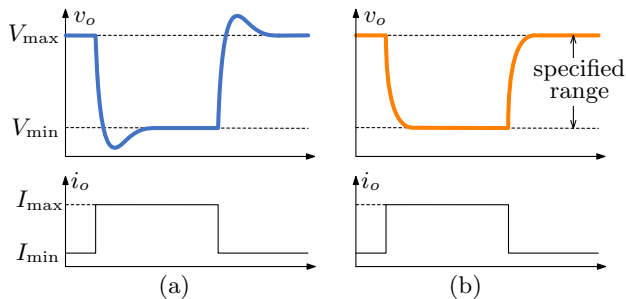 v_o
V_max
V_min
i_o
I_max
I_min
(a)
v_o
specified
range
i_o
(b)